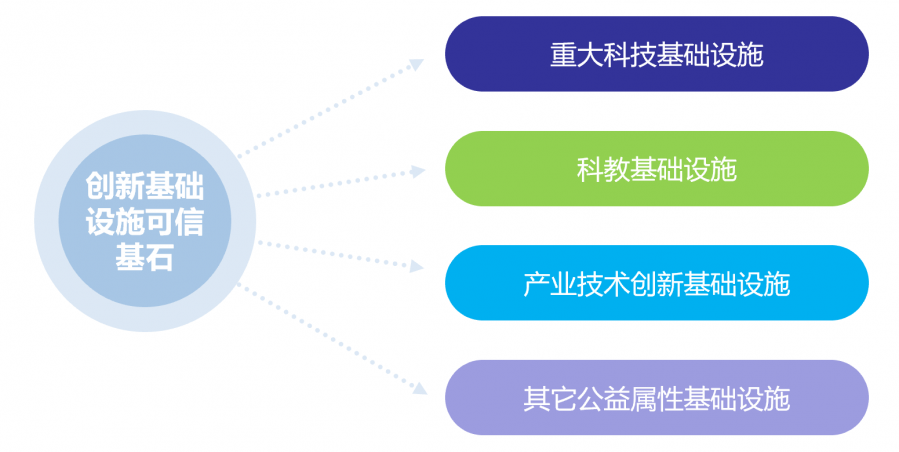 创新基础
设施可信
基石
重大科技基础设施
科教基础设施
产业技术创新基础设施
其它公益属性基础设施